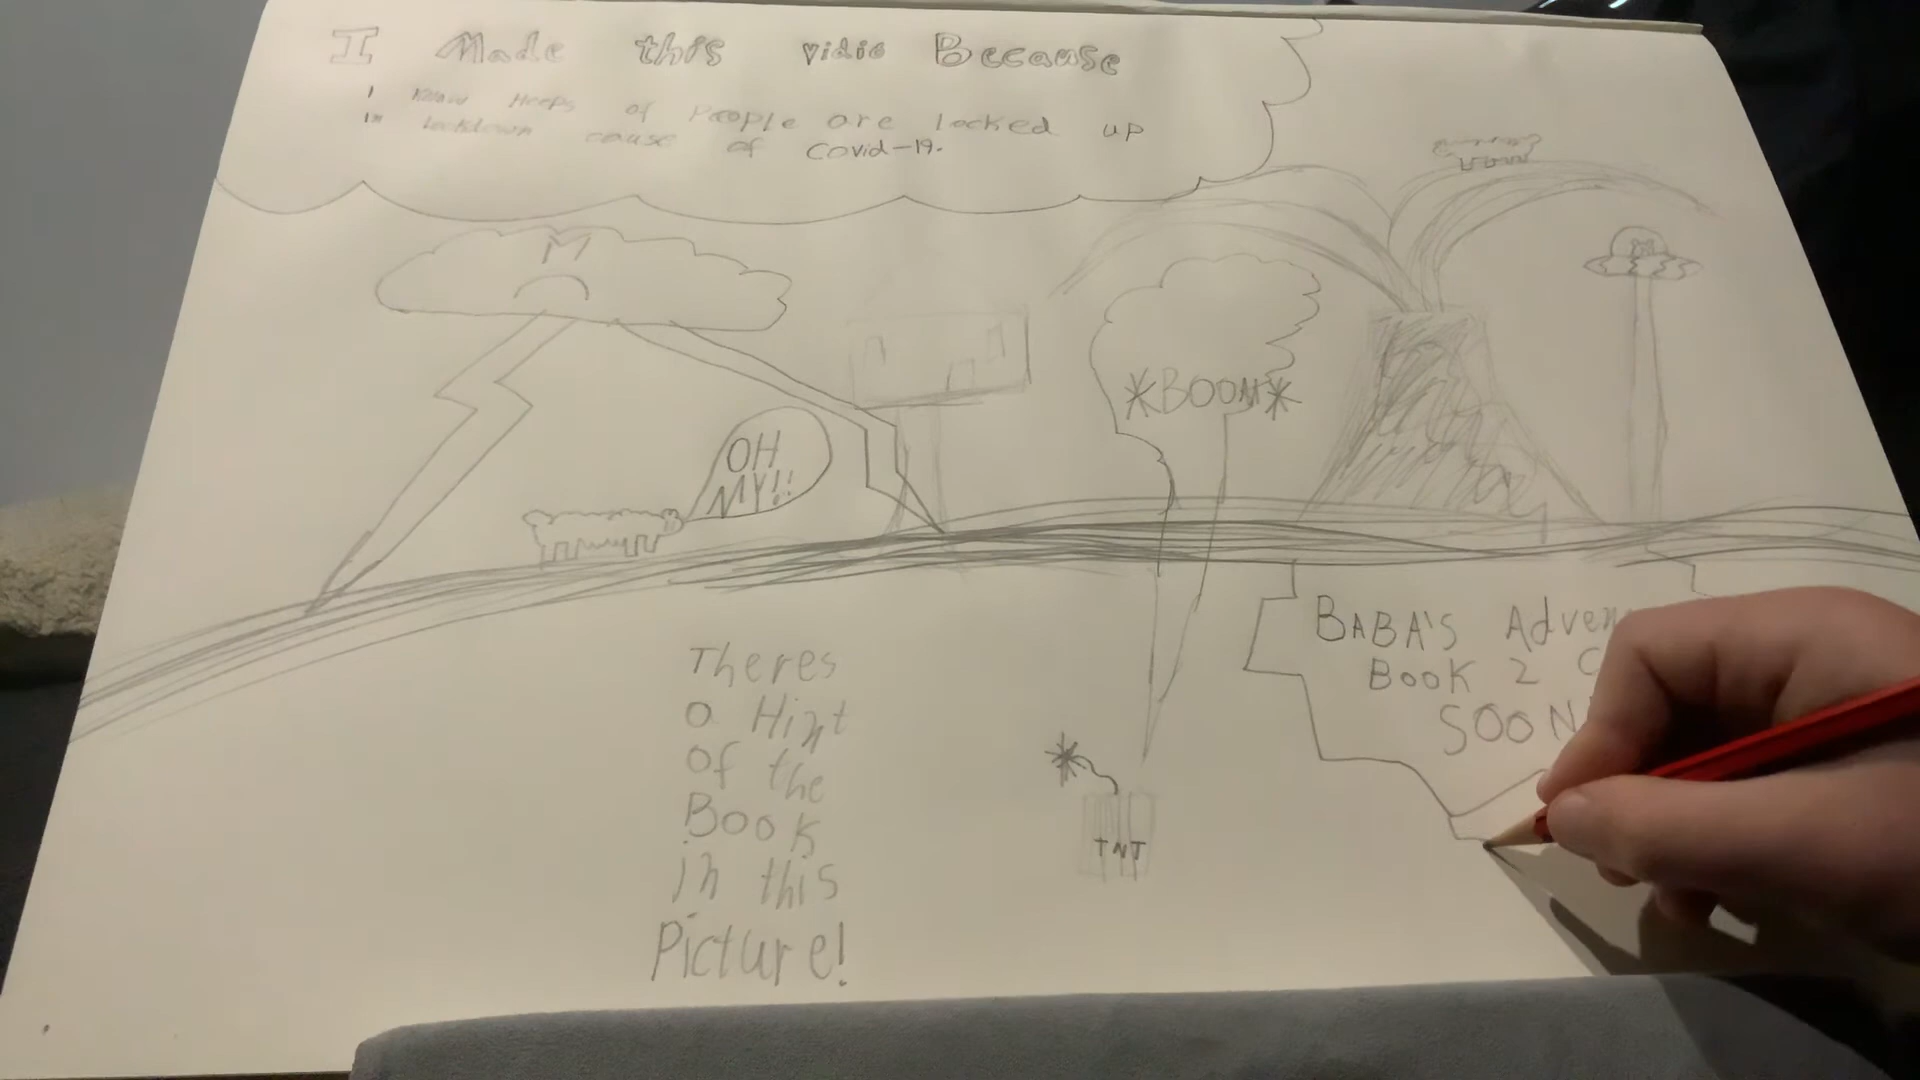 I Made this vidio Because
I know Heeps of People are locked up
in lockdown cause of Covid-19.
M
OH
MY!!
*BOOM*
BABA'S Adven
Book 2 C
SOON
Theres
a Hint
of the
Book
in this
Picture!
TNT